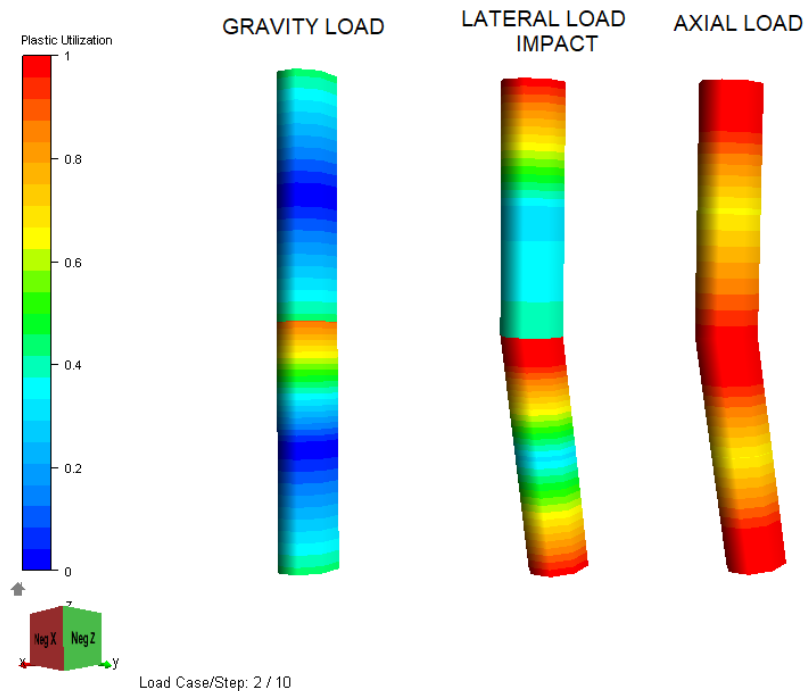 GRAVITY LOAD
LATERAL LOAD
IMPACT
AXIAL LOAD
Plastic Utilization
1
0.8
0.6
0.4
0.2
0
z
Neg X
Neg Z
x
y
Load Case/Step: 2 / 10